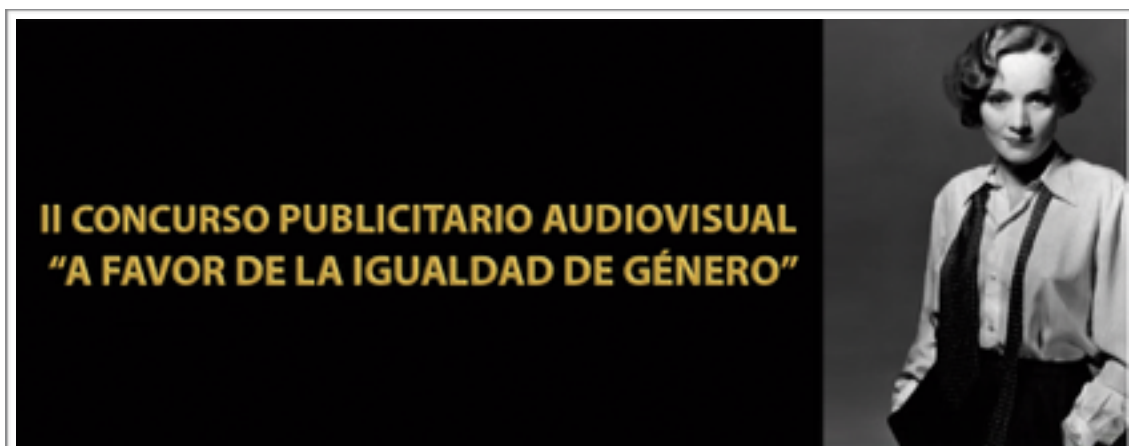 II CONCURSO PUBLICITARIO AUDIOVISUAL
“A FAVOR DE LA IGUALDAD DE GÉNERO”